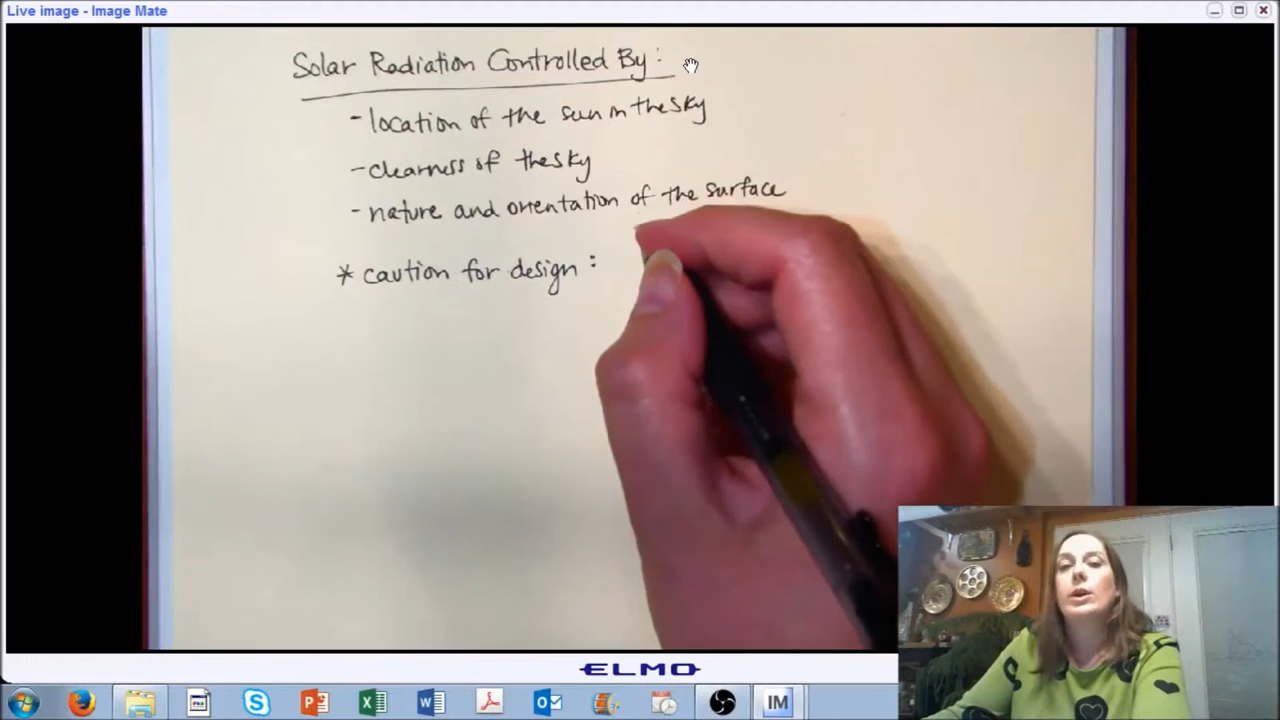 Live image - Image Mate
Solar Radiation Controlled By:
- location of the sun in the sky
- clearness of the sky
- nature and orientation of the surface
* caution for design:
ELMO
IM